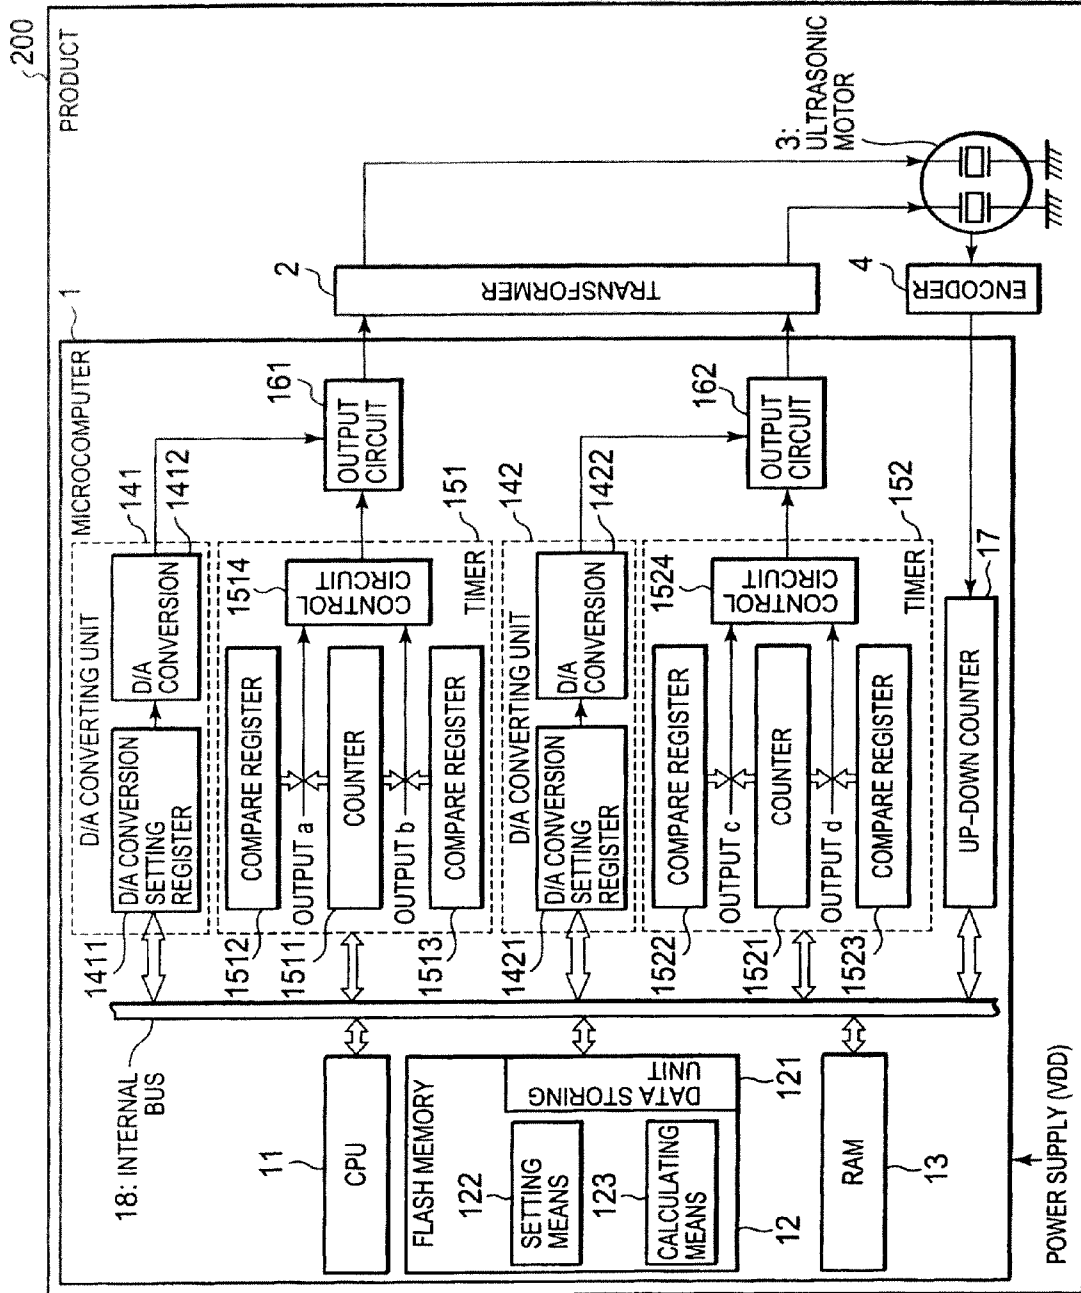 200
PRODUCT
1
MICROCOMPUTER
18: INTERNAL
BUS
11
CPU
FLASH MEMORY
12
122
SETTING
MEANS
123
CALCULATING
MEANS
DATA STORING
UNIT
121
RAM
13
POWER SUPPLY (VDD)
D/A CONVERTING UNIT
141
1411
D/A CONVERSION
SETTING
REGISTER
D/A
CONVERSION
1412
1512
COMPARE REGISTER
OUTPUT a
1511
COUNTER
OUTPUT b
1513
COMPARE REGISTER
1514
CONTROL
CIRCUIT
TIMER
151
161
OUTPUT
CIRCUIT
D/A CONVERTING UNIT
142
1421
D/A CONVERSION
SETTING
REGISTER
D/A
CONVERSION
1422
1522
COMPARE REGISTER
OUTPUT c
1521
COUNTER
OUTPUT d
1523
COMPARE REGISTER
1524
CONTROL
CIRCUIT
TIMER
152
162
OUTPUT
CIRCUIT
UP-DOWN COUNTER
17
2
TRANSFORMER
3:
ULTRASONIC
MOTOR
4
ENCODER